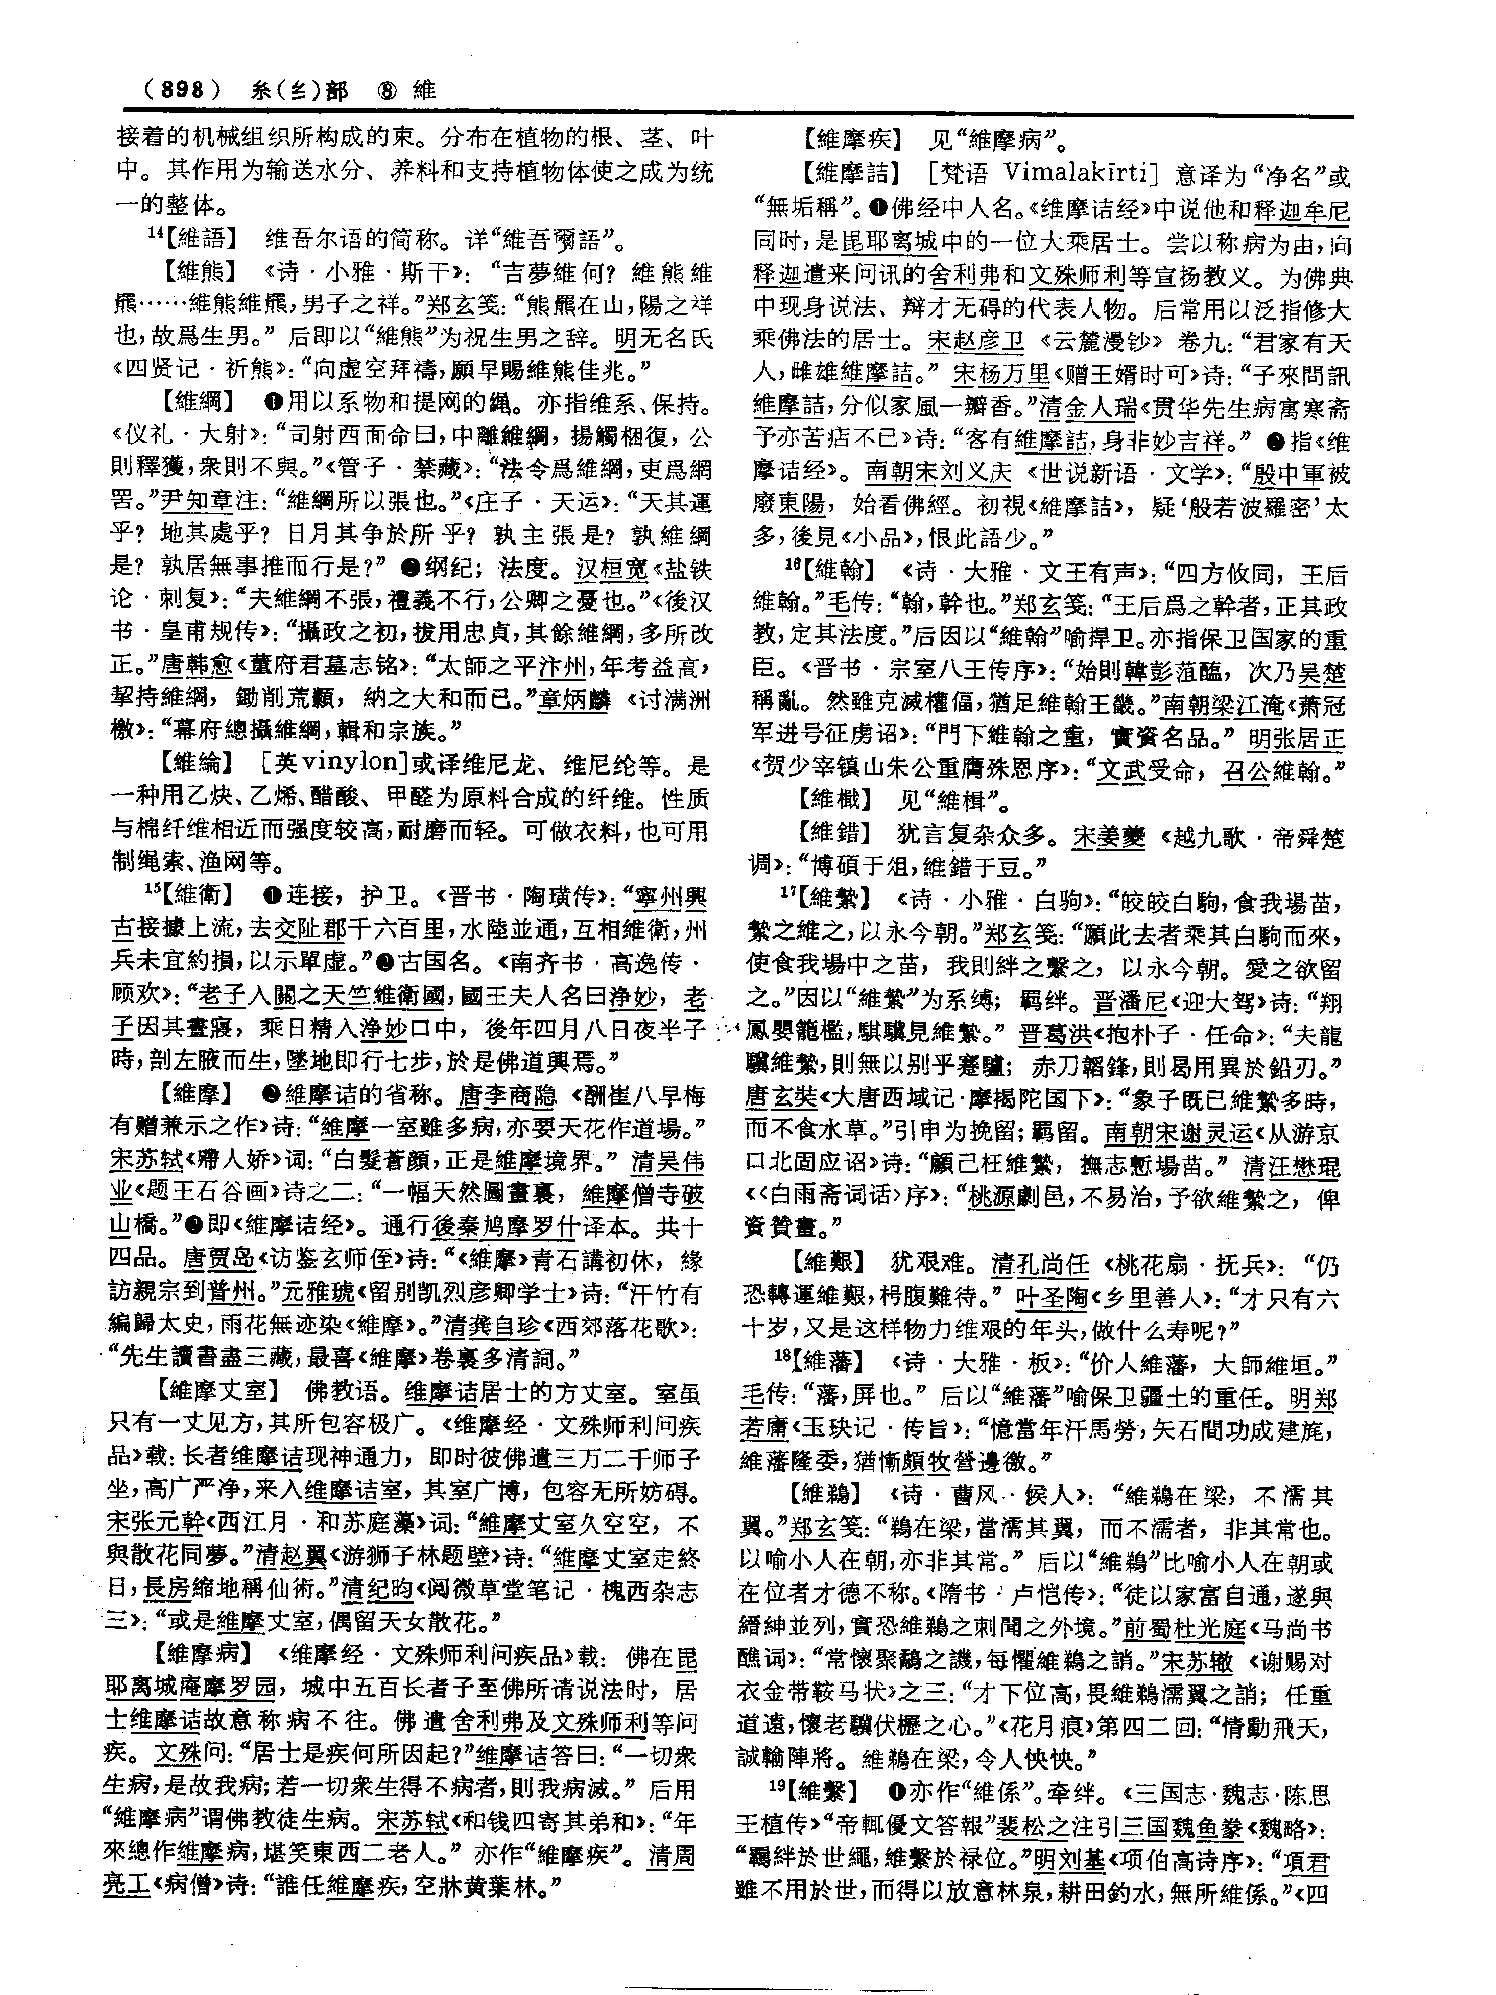 （898） 糸(糹)部 ⑧ 維
接着的机械组织所构成的束。分布在植物的根、茎、叶
中。其作用为输送水分、养料和支持植物体使之成为统
一的整体。
14【維語】 维吾尔语的简称。详“維吾爾語”。
【維熊】 《诗·小雅·斯干》：“吉夢維何？維熊維
羆……維熊維羆，男子之祥。”郑玄笺：“熊羆在山，陽之祥
也，故爲生男。”后即以“維熊”为祝生男之辞。明无名氏
《四贤记·祈熊》：“向虚空拜禱，願早賜維熊佳兆。”
【維綱】 ❶用以系物和提网的绳。亦指维系、保持。
《仪礼·大射》：“司射西面命曰，中離維綱，揚觸梱復，公
則釋獲，衆則不與。”《管子·禁藏》：“法令爲維綱，吏爲網
罟。”尹知章注：“維綱所以張也。”《庄子·天运》：“天其運
乎？地其處乎？日月其争於所乎？孰主張是？孰維綱
是？孰居無事推而行是？”❷纲纪；法度。汉桓宽《盐铁
论·刺复》：“夫維綱不張，禮義不行，公卿之憂也。”《後汉
书·皇甫规传》：“攝政之初，拔用忠貞，其餘維綱，多所改
正。”唐韩愈《董府君墓志铭》：“太師之平汴州，年考益高，
挈持維綱，鋤削荒纇，納之大和而已。”章炳麟《讨满洲
檄》：“幕府總攝維綱，輯和宗族。”
【維綸】 [英vinylon]或译维尼龙、维尼纶等。是
一种用乙炔、乙烯、醋酸、甲醛为原料合成的纤维。性质
与棉纤维相近而强度较高，耐磨而轻。可做衣料，也可用
制绳索、渔网等。
15【維衛】 ❶连接，护卫。《晋书·陶璜传》：“寧州興
古接據上流，去交阯郡千六百里，水陸並通，互相維衛，州
兵未宜約損，以示單虚。”❷古国名。《南齐书·高逸传·
顾欢》：“老子入關之天竺維衛國，國王夫人名曰净妙，老
子因其晝寢，乘日精入净妙口中，後年四月八日夜半子
時，剖左腋而生，墜地即行七步，於是佛道興焉。”
【維摩】 ❶維摩诘的省称。唐李商隐《酬崔八早梅
有赠兼示之作》诗：“維摩一室雖多病，亦要天花作道場。”
宋苏轼《殢人娇》词：“白髮蒼顔，正是維摩境界。”清吴伟
业《题王石谷画》诗之二：“一幅天然圖畫裏，維摩僧寺破
山橋。”❷即《維摩诘经》。通行後秦鸠摩罗什译本。共十
四品。唐贾岛《访鉴玄师侄》诗：“《維摩》青石講初休，緣
訪親宗到普州。”元雅琥《留别凯烈彦卿学士》诗：“汗竹有
編歸太史，雨花無迹染《維摩》。”清龚自珍《西郊落花歌》：
“先生讀書盡三藏，最喜《維摩》卷裏多清詞。”
【維摩丈室】 佛教语。维摩诘居士的方丈室。室虽
只有一丈见方，其所包容极广。《维摩经·文殊师利问疾
品》载：长者维摩诘现神通力，即时彼佛遣三万二千师子
坐，高广严净，来入维摩诘室，其室广博，包容无所妨碍。
宋张元幹《西江月·和苏庭藻》词：“維摩丈室久空空，不
與散花同夢。”清赵翼《游狮子林题壁》诗：“維摩丈室走終
日，長房縮地稱仙術。”清纪昀《阅微草堂笔记·槐西杂志
三》：“或是維摩丈室，偶留天女散花。”
【維摩病】 《维摩经·文殊师利问疾品》载：佛在毘
耶离城庵摩罗园，城中五百长者子至佛所请说法时，居
士维摩诘故意称病不往。佛遣舍利弗及文殊师利等问
疾。文殊问：“居士是疾何所因起？”维摩诘答曰：“一切衆
生病，是故我病；若一切衆生得不病者，則我病滅。”后用
“維摩病”谓佛教徒生病。宋苏轼《和钱四寄其弟和》：“年
來總作維摩病，堪笑東西二老人。”亦作“維摩疾”。清周
亮工《病僧》诗：“誰任維摩疾，空牀黄葉林。”
【維摩疾】 见“維摩病”。
【維摩詰】 [梵语 Vimalakīrti] 意译为“净名”或
“無垢稱”。❶佛经中人名。《维摩诘经》中说他和释迦牟尼
同时，是毘耶离城中的一位大乘居士。尝以称病为由，向
释迦遣来问讯的舍利弗和文殊师利等宣扬教义。为佛典
中现身说法、辩才无碍的代表人物。后常用以泛指修大
乘佛法的居士。宋赵彦卫《云麓漫钞》卷九：“君家有天
人，雌雄維摩詰。”宋杨万里《赠王婿时可》诗：“子來問訊
維摩詰，分似家風一瓣香。”清金人瑞《贯华先生病寓寒斋
予亦苦痁不已》诗：“客有維摩詰，身非妙吉祥。”❷指《维
摩诘经》。南朝宋刘义庆《世说新语·文学》：“殷中軍被
廢東陽，始看佛經。初視《維摩詰》，疑‘般若波羅密’太
多，後見《小品》，恨此語少。”
16【維翰】 《诗·大雅·文王有声》：“四方攸同，王后
維翰。”毛传：“翰，幹也。”郑玄笺：“王后爲之幹者，正其政
教，定其法度。”后因以“維翰”喻捍卫。亦指保卫国家的重
臣。《晋书·宗室八王传序》：“始則韓彭菹醢，次乃吴楚
稱亂。然雖克滅權偪，猶足維翰王畿。”南朝梁江淹《萧冠
军进号征虏诏》：“門下維翰之重，實資名品。”明张居正
《贺少宰镇山朱公重膺殊恩序》：“文武受命，召公維翰。”
【維檝】 见“維楫”。
【維錯】 犹言复杂众多。宋姜夔《越九歌·帝舜楚
调》：“博碩于俎，維錯于豆。”
17【維縶】 《诗·小雅·白驹》：“皎皎白駒，食我場苗，
縶之維之，以永今朝。”郑玄笺：“願此去者乘其白駒而來，
使食我場中之苗，我則絆之繫之，以永今朝。愛之欲留
之。”因以“維縶”为系缚；羁绊。晋潘尼《迎大驾》诗：“翔
鳳嬰籠檻，騏驥見維縶。”晋葛洪《抱朴子·任命》：“夫龍
驥維縶，則無以别乎蹇驢；赤刀韜鋒，則曷用異於鉛刃。”
唐玄奘《大唐西域记·摩揭陀国下》：“象子既已維縶多時，
而不食水草。”引申为挽留；羁留。南朝宋谢灵运《从游京
口北固应诏》诗：“顧己枉維縶，撫志慙場苗。”清汪懋琨
《〈白雨斋词话〉序》：“桃源劇邑，不易治，予欲維縶之，俾
資贊畫。”
【維艱】 犹艰难。清孔尚任《桃花扇·抚兵》：“仍
恐轉運維艱，枵腹難待。”叶圣陶《乡里善人》：“才只有六
十岁，又是这样物力维艰的年头，做什么寿呢？”
18【維藩】 《诗·大雅·板》：“价人維藩，大師維垣。”
毛传：“藩，屏也。”后以“維藩”喻保卫疆土的重任。明郑
若庸《玉玦记·传旨》：“憶當年汗馬勞，矢石間功成建旄，
維藩隆委，猶慚頗牧營邊徼。”
【維鵜】 《诗·曹风·候人》：“維鵜在梁，不濡其
翼。”郑玄笺：“鵜在梁，當濡其翼，而不濡者，非其常也。
以喻小人在朝，亦非其常。”后以“維鵜”比喻小人在朝或
在位者才德不称。《隋书·卢恺传》：“徒以家富自通，遂與
縉紳並列，實恐維鵜之刺聞之外境。”前蜀杜光庭《马尚书
醮词》：“常懷聚鷸之譏，每懼維鵜之誚。”宋苏辙《谢赐对
衣金带鞍马状》之三：“才下位高，畏維鵜濡翼之誚；任重
道遠，懷老驥伏櫪之心。”《花月痕》第四二回：“情動飛天，
誠輸陣將。維鵜在梁，令人怏怏。”
19【維繫】 ❶亦作“維係”。牵绊。《三国志·魏志·陈思
王植传》“帝輒優文答報”裴松之注引三国魏鱼豢《魏略》：
“羈絆於世繩，維繫於禄位。”明刘基《项伯高诗序》：“項君
雖不用於世，而得以放意林泉，耕田釣水，無所維係。”《四